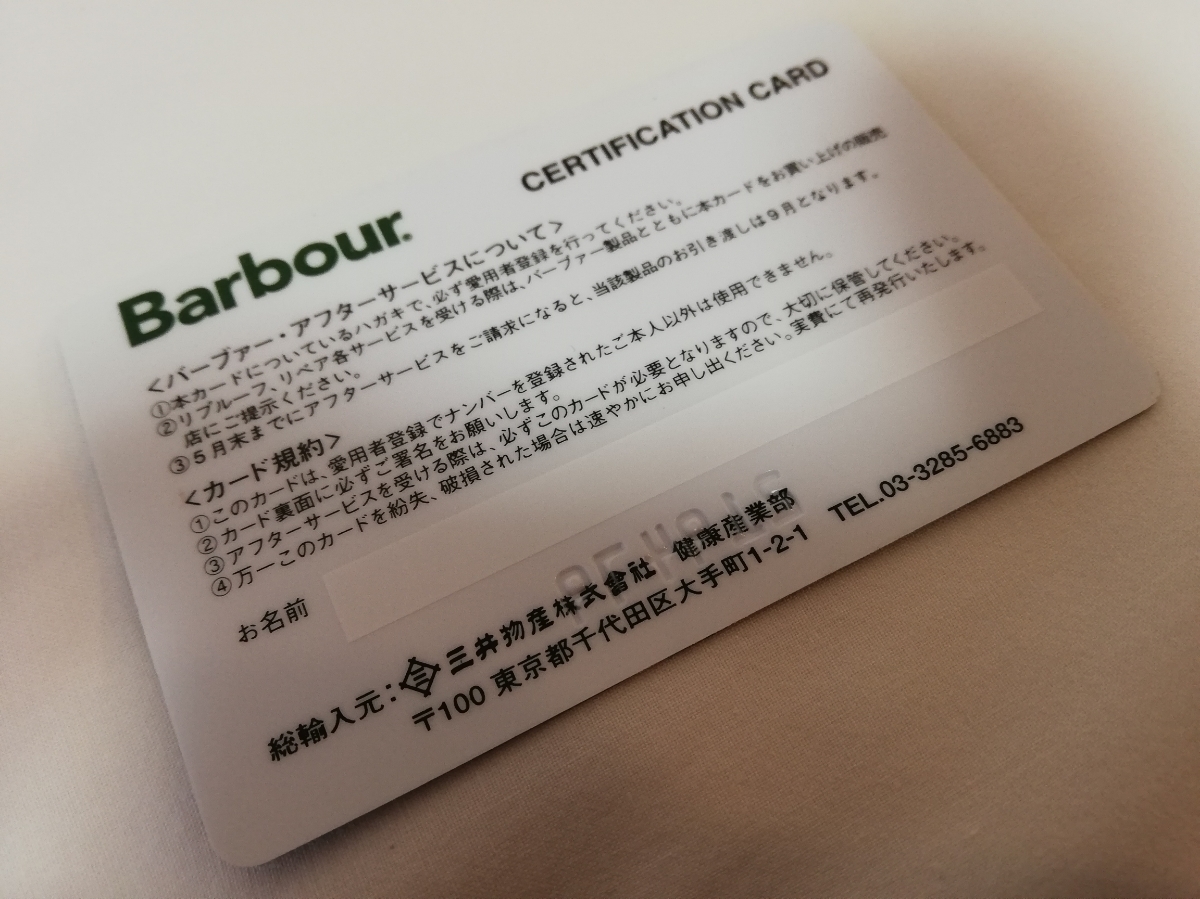 Barbour.
CERTIFICATION CARD
<バーブァー・アフターサービスについて>
①本カードについているハガキで、必ず愛用者登録を行ってください。
②リプルーフ、リペア各サービスを受ける際は、バーブァー製品とともに本カードをお買い上げの販売
店にご提示ください。
③5月末までにアフターサービスをご請求になると、当該製品のお引き渡しは9月となります。
<カード規約>
①このカードは、愛用者登録でナンバーを登録されたご本人以外は使用できません。
②カード裏面に必ずご署名をお願いします。
③アフターサービスを受ける際は、必ずこのカードが必要となりますので、大切に保管してください。
④万一このカードを紛失、破損された場合は速やかにお申し出ください。実費にて再発行いたします。
お名前
総輸入元:三井物産株式會社 健康産業部
〒100 東京都千代田区大手町1-2-1 TEL.03-3285-6883